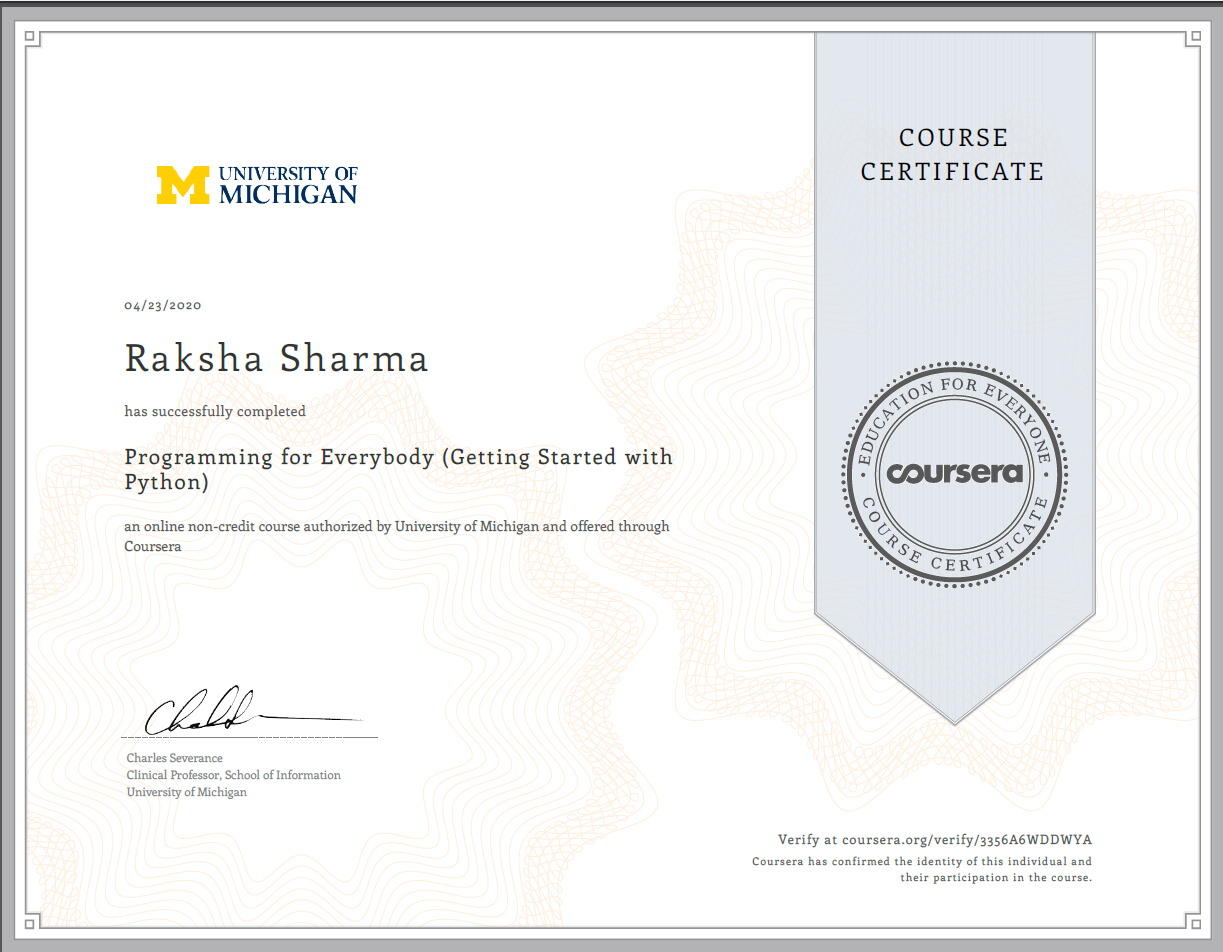 COURSE
CERTIFICATE
M UNIVERSITY OF
MICHIGAN
04/23/2020
Raksha Sharma
has successfully completed
Programming for Everybody (Getting Started with
Python)
an online non-credit course authorized by University of Michigan and offered through
Coursera
EDUCATION FOR EVERYONE
coursera
COURSE CERTIFICATE
Charles Severance
Clinical Professor, School of Information
University of Michigan
Verify at coursera.org/verify/3356A6WDDWYA
Coursera has confirmed the identity of this individual and
their participation in the course.